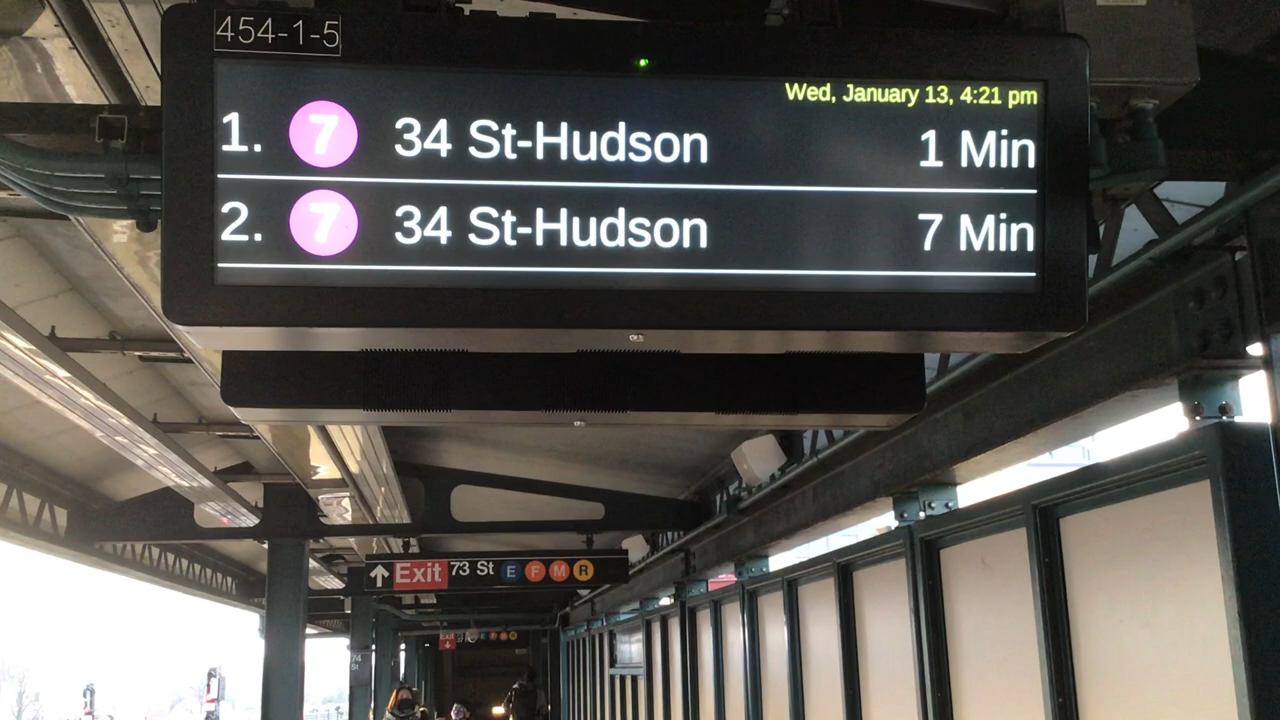 454-1-5
Wed, January 13, 4:21 pm
1. 7 34 St-Hudson 1 Min
2. 7 34 St-Hudson 7 Min
Exit 73 St E F M R
Exit
74
St